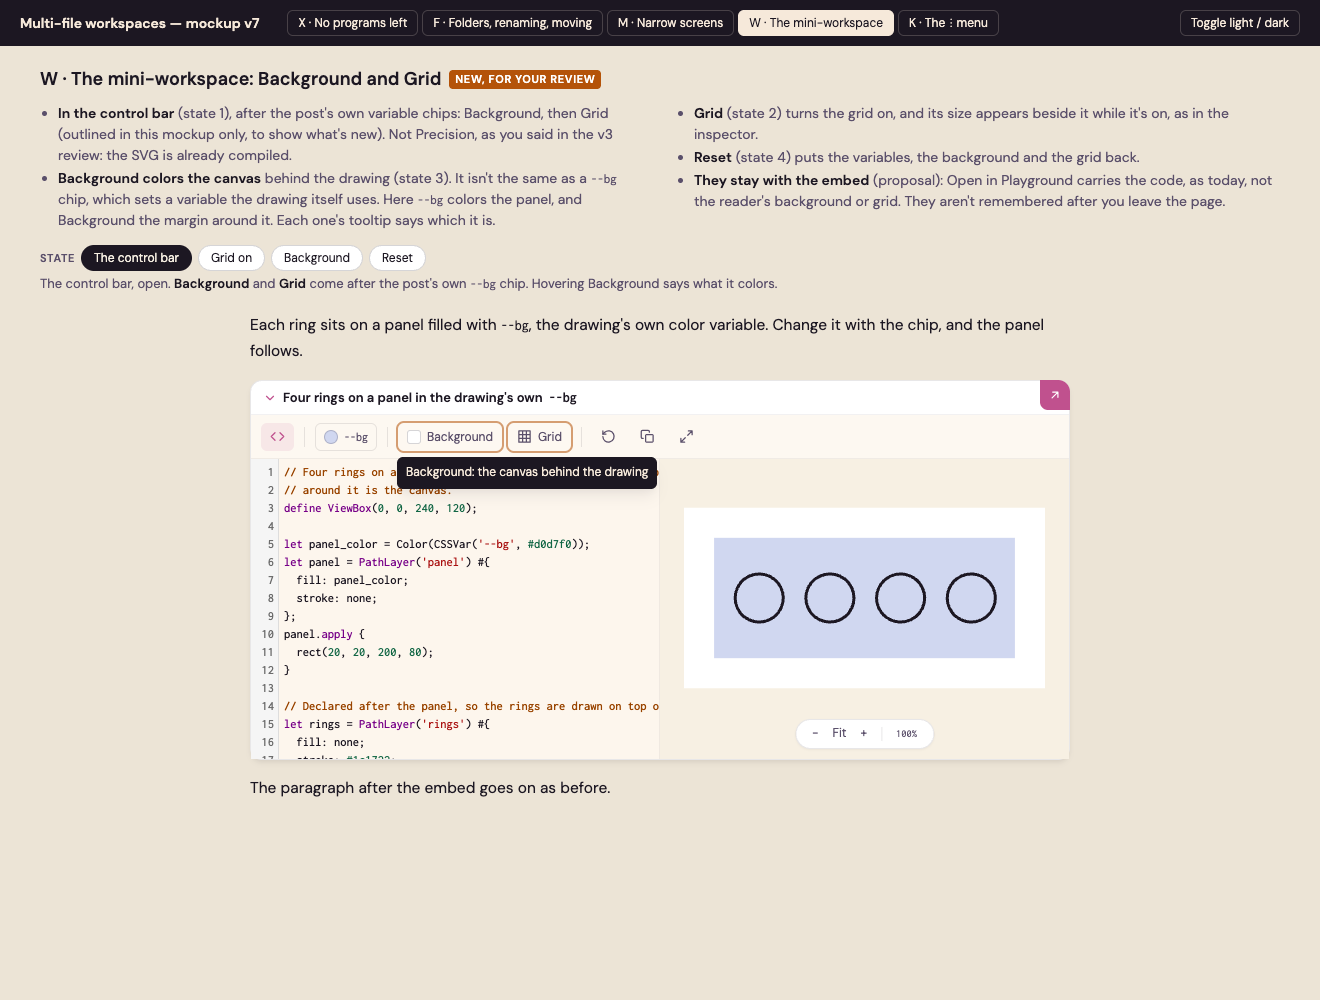 Multi-file workspaces — mockup v7
X · No programs left
F · Folders, renaming, moving
M · Narrow screens
W · The mini-workspace
K · The ⋮ menu
Toggle light / dark
W · The mini-workspace: Background and Grid
NEW, FOR YOUR REVIEW
• In the control bar (state 1), after the post's own variable chips: Background, then Grid
(outlined in this mockup only, to show what's new). Not Precision, as you said in the v3
review: the SVG is already compiled.
• Background colors the canvas behind the drawing (state 3). It isn't the same as a --bg
chip, which sets a variable the drawing itself uses. Here --bg colors the panel, and
Background the margin around it. Each one's tooltip says which it is.
• Grid (state 2) turns the grid on, and its size appears beside it while it's on, as in the
inspector.
• Reset (state 4) puts the variables, the background and the grid back.
• They stay with the embed (proposal): Open in Playground carries the code, as today, not
the reader's background or grid. They aren't remembered after you leave the page.
STATE
The control bar
Grid on
Background
Reset
The control bar, open. Background and Grid come after the post's own --bg chip. Hovering Background says what it colors.
Each ring sits on a panel filled with --bg, the drawing's own color variable. Change it with the chip, and the panel
follows.
Four rings on a panel in the drawing's own --bg
--bg
Background
Grid
Background: the canvas behind the drawing
1 // Four rings on a
2 // around it is the canvas.
3 define ViewBox(0, 0, 240, 120);
4
5 let panel_color = Color(CSSVar('--bg', #d0d7f0));
6 let panel = PathLayer('panel') #{
7 fill: panel_color;
8 stroke: none;
9 };
10 panel.apply {
11 rect(20, 20, 200, 80);
12 }
13
14 // Declared after the panel, so the rings are drawn on top o
15 let rings = PathLayer('rings') #{
16 fill: none;
− Fit + 100%
The paragraph after the embed goes on as before.